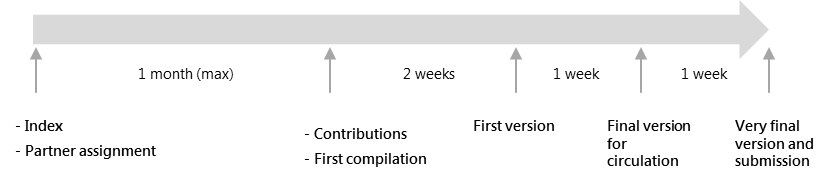 1 month (max)
2 weeks
1 week
1 week
- Index
- Partner assignment
- Contributions
- First compilation
First version
Final version
for
circulation
Very final
version and
submission